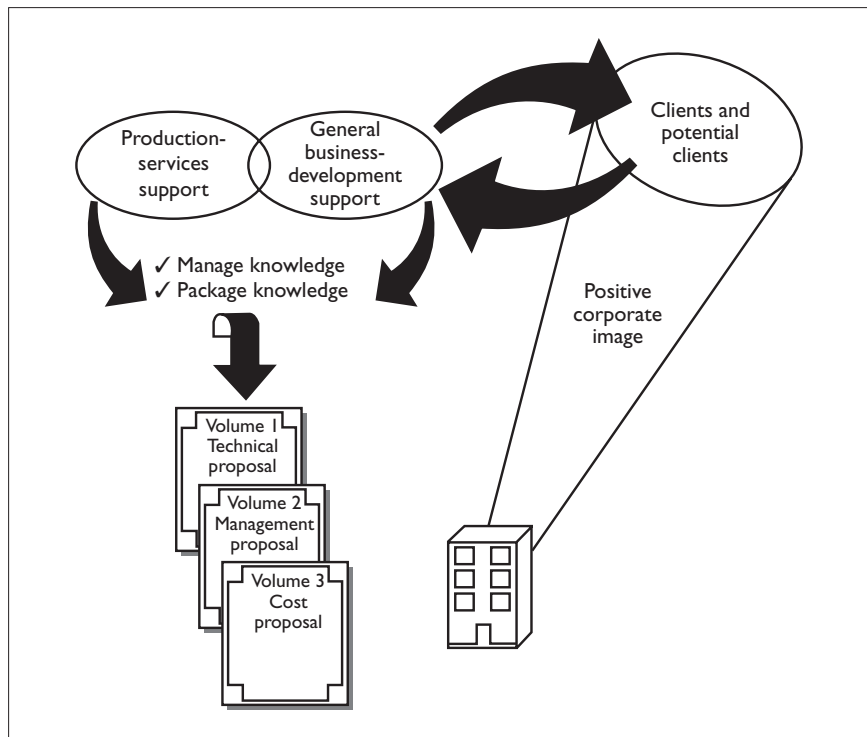 Production-
services
support
General
business-
development
support
Clients and
potential
clients
✓ Manage knowledge
✓ Package knowledge
Positive
corporate
image
Volume 1
Technical
proposal
Volume 2
Management
proposal
Volume 3
Cost
proposal